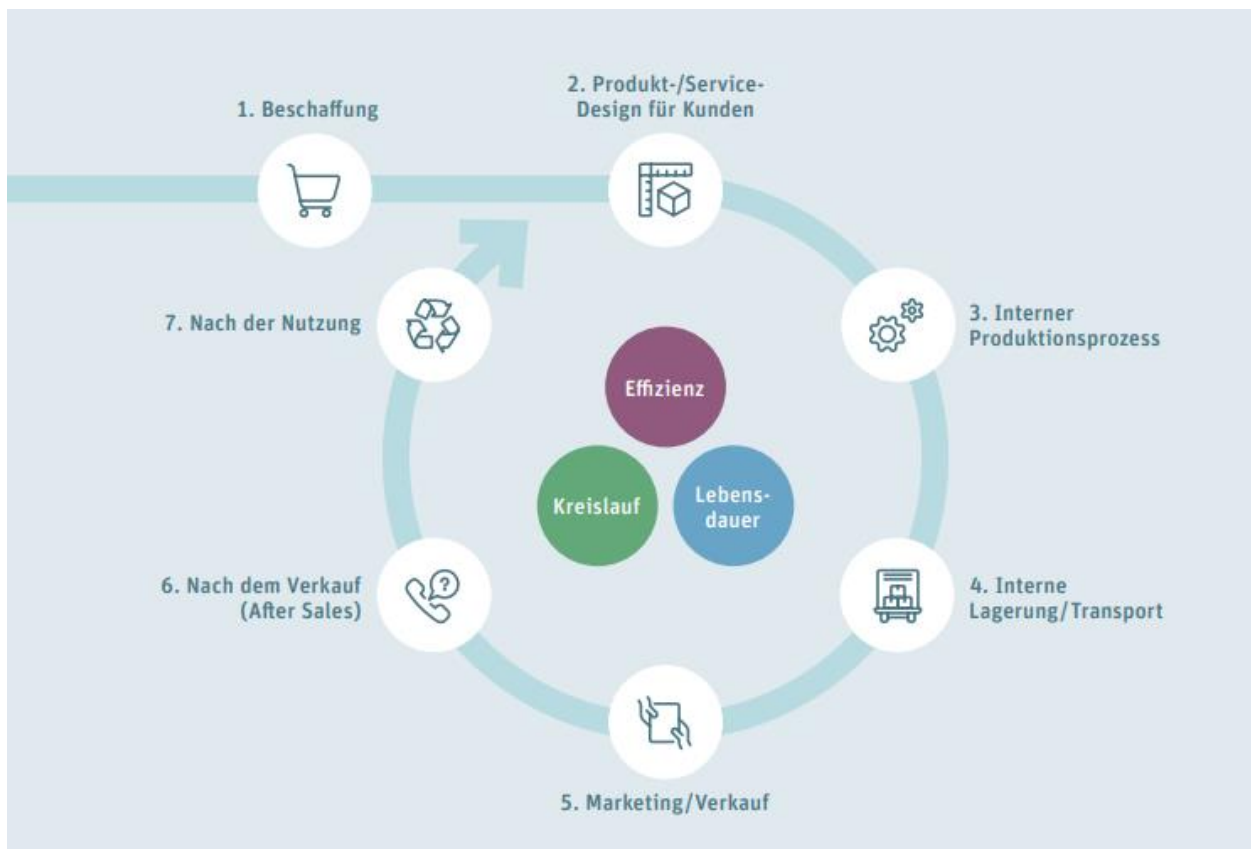 1. Beschaffung
2. Produkt-/Service-
Design für Kunden
3. Interner
Produktionsprozess
4. Interne
Lagerung/Transport
5. Marketing/Verkauf
6. Nach dem Verkauf
(After Sales)
?
7. Nach der Nutzung
Effizienz
Kreislauf
Lebens-
dauer